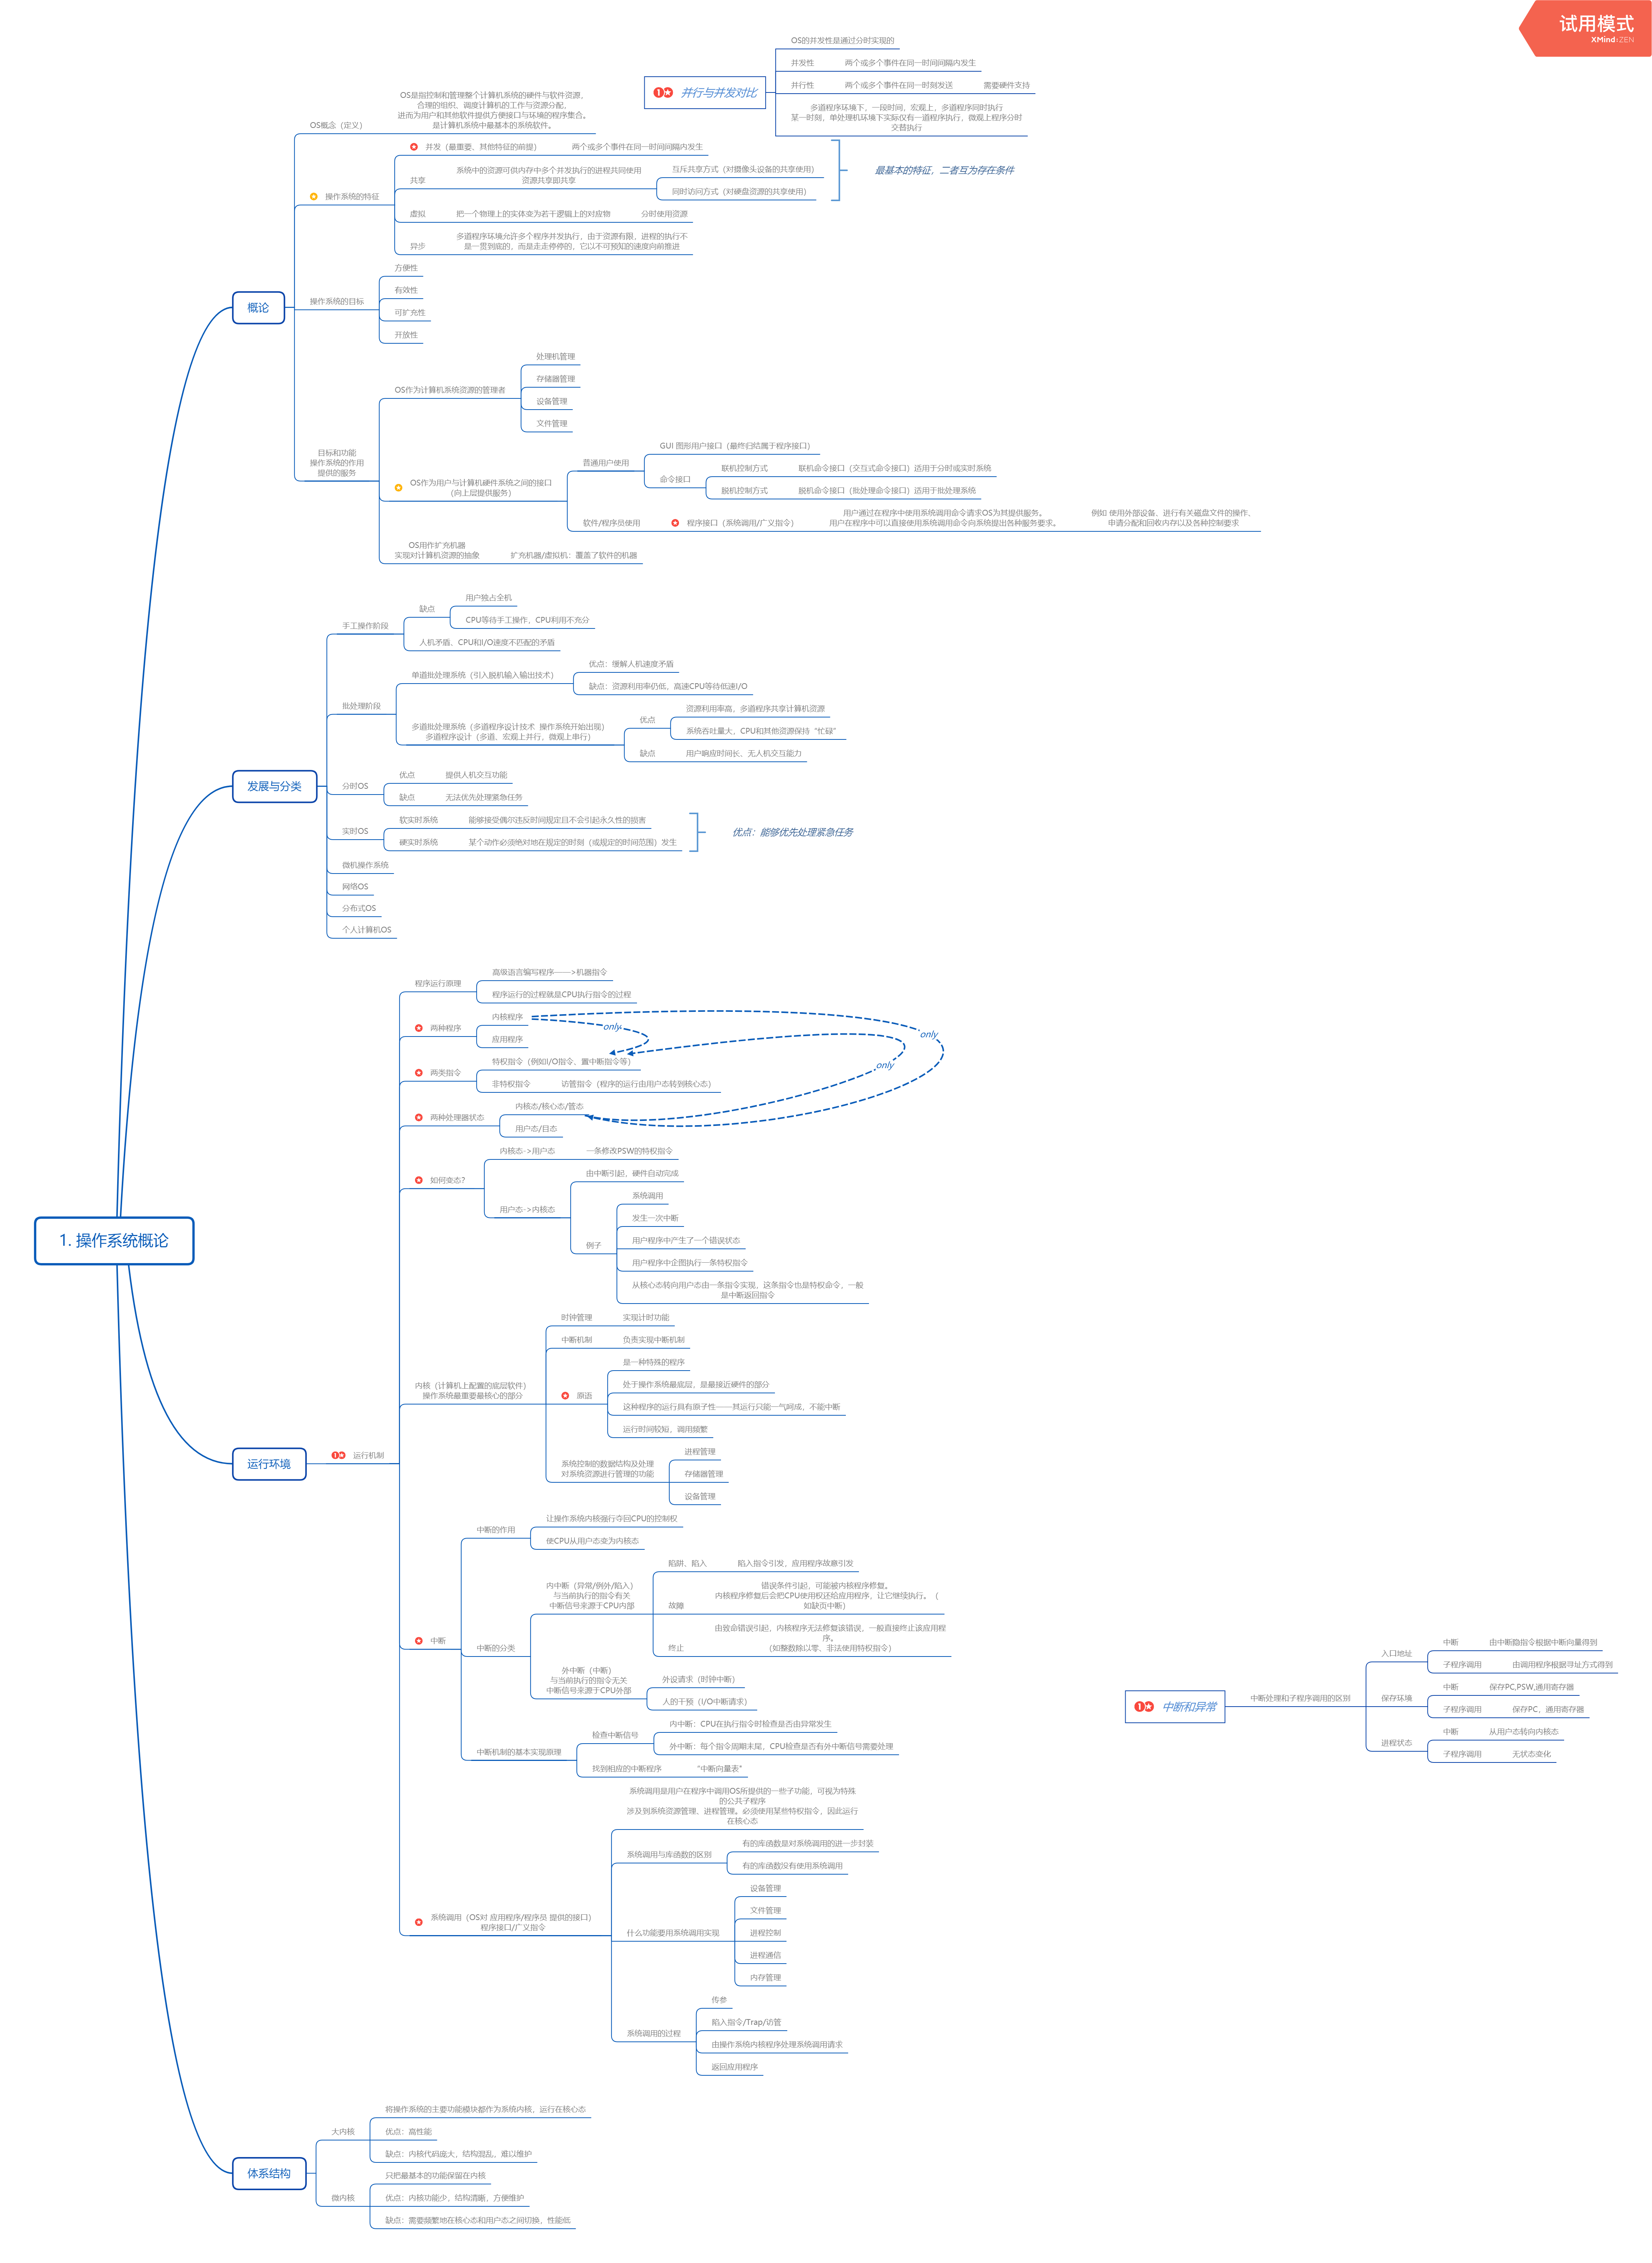 试用模式
XMind:ZEN
1. 操作系统概论
概论
OS概念（定义）
OS是指控制和管理整个计算机系统的硬件与软件资源，
合理的组织，调度计算机的工作与资源分配，
进而为用户和其他软件提供方便接口与环境的程序集合。
是计算机系统中最基本的系统软件。
操作系统的特征
并发（最重要、其他特征的前提）
两个或多个事件在同一时间间隔内发生
共享
系统中的资源可供内存中多个并发执行的进程共同使用
资源共享即共享
互斥共享方式（对摄像头设备的共享使用）
同时访问方式（对硬盘资源的共享使用）
最基本的特征，二者互为存在条件
虚拟
把一个物理上的实体变为若干逻辑上的对应物
分时使用资源
异步
多道程序环境允许多个程序并发执行，由于资源有限，进程的执行不
是一贯到底的，而是走走停停的，它以不可预知的速度向前推进
操作系统的目标
方便性
有效性
可扩充性
开放性
目标和功能
操作系统的作用
提供的服务
OS作为计算机系统资源的管理者
处理机管理
存储器管理
设备管理
文件管理
OS作为用户与计算机硬件系统之间的接口
（向上层提供服务）
普通用户使用
GUI 图形用户接口（最终归结属于程序接口）
命令接口
联机控制方式
联机命令接口（交互式命令接口）适用于分时或实时系统
脱机控制方式
脱机命令接口（批处理命令接口）适用于批处理系统
软件/程序员使用
程序接口（系统调用/广义指令）
用户通过在程序中使用系统调用命令请求OS为其提供服务。
用户在程序中可以直接使用系统调用命令向系统提出各种服务要求。
例如 使用外部设备、进行有关磁盘文件的操作、
申请分配和回收内存以及各种控制要求
OS用作扩充机器
实现对计算机资源的抽象
扩充机器/虚拟机：覆盖了软件的机器
并行与并发对比
OS的并发性是通过分时实现的
并发性
两个或多个事件在同一时间间隔内发生
并行性
两个或多个事件在同一时刻发送
需要硬件支持
多道程序环境下，一段时间，宏观上，多道程序同时执行
某一时刻，单处理机环境下实际仅有一道程序执行，微观上程序分时
交替执行
发展与分类
手工操作阶段
缺点
用户独占全机
CPU等待手工操作，CPU利用不充分
人机矛盾、CPU和I/O速度不匹配的矛盾
批处理阶段
单道批处理系统（引入脱机输入输出技术）
优点：缓解人机速度矛盾
缺点：资源利用率仍低，高速CPU等待低速I/O
多道批处理系统（多道程序设计技术 操作系统开始出现）
多道程序设计（多道、宏观上并行，微观上串行）
优点
资源利用率高，多道程序共享计算机资源
系统吞吐量大，CPU和其他资源保持“忙碌”
缺点
用户响应时间长、无人机交互能力
分时OS
优点
提供人机交互功能
缺点
无法优先处理紧急任务
实时OS
软实时系统
能够接受偶尔违反时间规定且不会引起永久性的损害
硬实时系统
某个动作必须绝对地在规定的时刻（或规定的时间范围）发生
优点：能够优先处理紧急任务
微机操作系统
网络OS
分布式OS
个人计算机OS
运行环境
运行机制
程序运行原理
高级语言编写程序——>机器指令
程序运行的过程就是CPU执行指令的过程
两种程序
内核程序
应用程序
only
only
only
两类指令
特权指令（例如I/O指令、置中断指令等）
非特权指令
访管指令（程序的运行由用户态转到核心态）
两种处理器状态
内核态/核心态/管态
用户态/目态
如何变态？
内核态->用户态
一条修改PSW的特权指令
用户态->内核态
由中断引起，硬件自动完成
例子
系统调用
发生一次中断
用户程序中产生了一个错误状态
用户程序中企图执行一条特权指令
从核心态转向用户态由一条指令实现，这条指令也是特权命令，一般
是中断返回指令
内核（计算机上配置的底层软件）
操作系统最重要最核心的部分
时钟管理
实现计时功能
中断机制
负责实现中断机制
原语
是一种特殊的程序
处于操作系统最底层，是最接近硬件的部分
这种程序的运行具有原子性——其运行只能一气呵成，不能中断
运行时间较短，调用频繁
系统控制的数据结构及处理
对系统资源进行管理的功能
进程管理
存储器管理
设备管理
中断
中断的作用
让操作系统内核强行夺回CPU的控制权
使CPU从用户态变为内核态
中断的分类
内中断（异常/例外/陷入）
与当前执行的指令有关
中断信号来源于CPU内部
陷阱、陷入
陷入指令引发，应用程序故意引发
故障
错误条件引起，可能被内核程序修复。
内核程序修复后会把CPU使用权还给应用程序，让它继续执行。（
如缺页中断）
终止
由致命错误引起，内核程序无法修复该错误，一般直接终止该应用程
序。
（如整数除以零、非法使用特权指令）
外中断（中断）
与当前执行的指令无关
中断信号来源于CPU外部
外设请求（时钟中断）
人的干预（I/O中断请求）
中断机制的基本实现原理
检查中断信号
内中断：CPU在执行指令时检查是否由异常发生
外中断：每个指令周期末尾，CPU检查是否有外中断信号需要处理
找到相应的中断程序
“中断向量表”
系统调用（OS对 应用程序/程序员 提供的接口）
程序接口/广义指令
系统调用是用户在程序中调用OS所提供的一些子功能，可视为特殊
的公共子程序
涉及到系统资源管理、进程管理。必须使用某些特权指令，因此运行
在核心态
系统调用与库函数的区别
有的库函数是对系统调用的进一步封装
有的库函数没有使用系统调用
什么功能要用系统调用实现
设备管理
文件管理
进程控制
进程通信
内存管理
系统调用的过程
传参
陷入指令/Trap/访管
由操作系统内核程序处理系统调用请求
返回应用程序
中断和异常
中断处理和子程序调用的区别
入口地址
中断
由中断隐指令根据中断向量得到
子程序调用
由调用程序根据寻址方式得到
保存环境
中断
保存PC,PSW,通用寄存器
子程序调用
保存PC，通用寄存器
进程状态
中断
从用户态转向内核态
子程序调用
无状态变化
体系结构
大内核
将操作系统的主要功能模块都作为系统内核，运行在核心态
优点：高性能
缺点：内核代码庞大，结构混乱，难以维护
微内核
只把最基本的功能保留在内核
优点：内核功能少，结构清晰，方便维护
缺点：需要频繁地在核心态和用户态之间切换，性能低